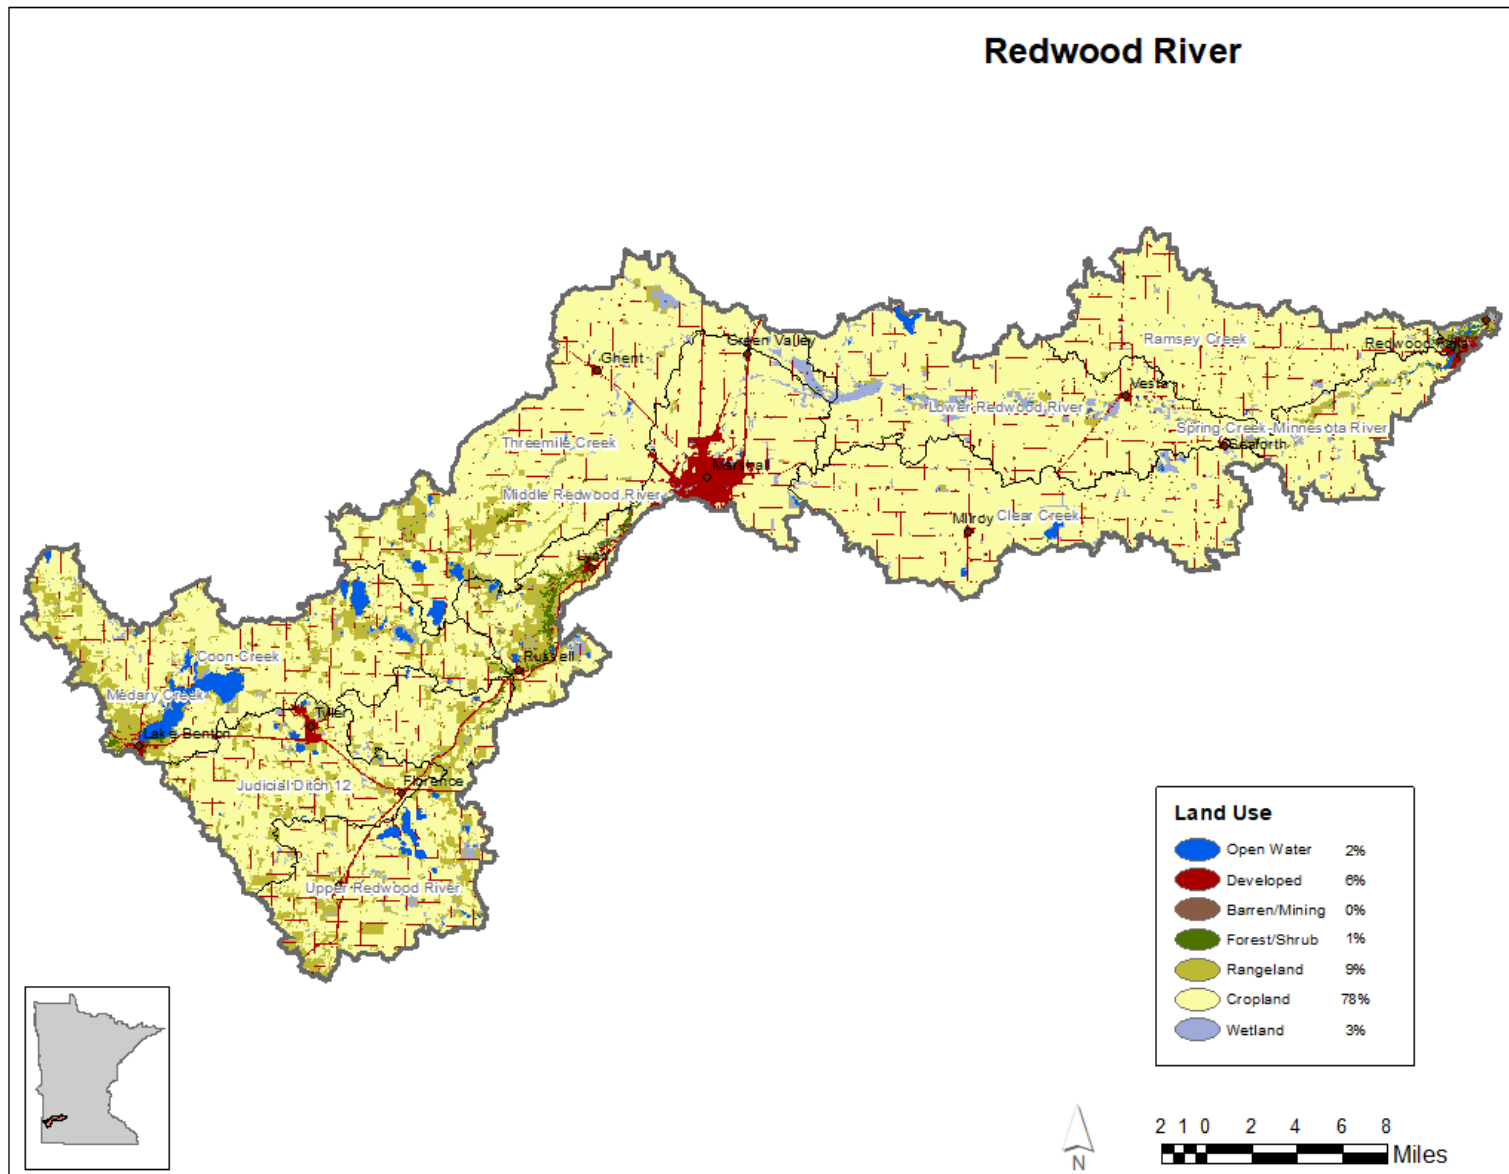 Redwood River
Ramsey Creek
Green Valley
Redwood Falls
Ghent
Vesta
Lower Redwood River
Spring Creek-Minnesota River
Threemile Creek
Seaforth
Marshall
Middle Redwood River
Milroy
Clear Creek
Lynd
Russell
Coon Creek
Medary Creek
Tyler
Lake Benton
Judicial Ditch 12
Florence
Upper Redwood River
Land Use
Open Water 2%
Developed 6%
Barren/Mining 0%
Forest/Shrub 1%
Rangeland 9%
Cropland 78%
Wetland 3%
N
2 1 0 2 4 6 8
Miles